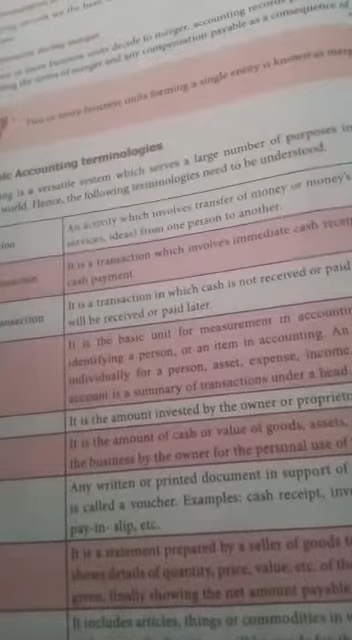 or more business units decide to merger, accounting records
the terms of merger and any compensation payable as a consequence of
Two or more business units forming a single entity is known as
Accounting terminologies
is a versatile system which serves a large number of purposes in
world. Hence, the following terminologies need to be understood.
An activity which involves transfer of money or money's
services, ideas) from one person to another.
It is a transaction which involves immediate cash
cash payment.
It is a transaction in which cash is not received or paid
will be received or paid later.
It is the basic unit for measurement in
identifying a person, or an item in accounting. An
individually for a person, asset, expense, income
account is a summary of transactions under a head
It is the amount invested by the owner or
It is the amount of cash or value of goods, assets,
the business by the owner for the personal use of
Any written or printed document in support of
is called a voucher. Examples: cash receipt,
pay-in- slip, etc.
It is a statement prepared by a seller of goods
shows details of quantity, price, value, etc. of
given, finally showing the net amount payable
It includes articles, things or commodities in